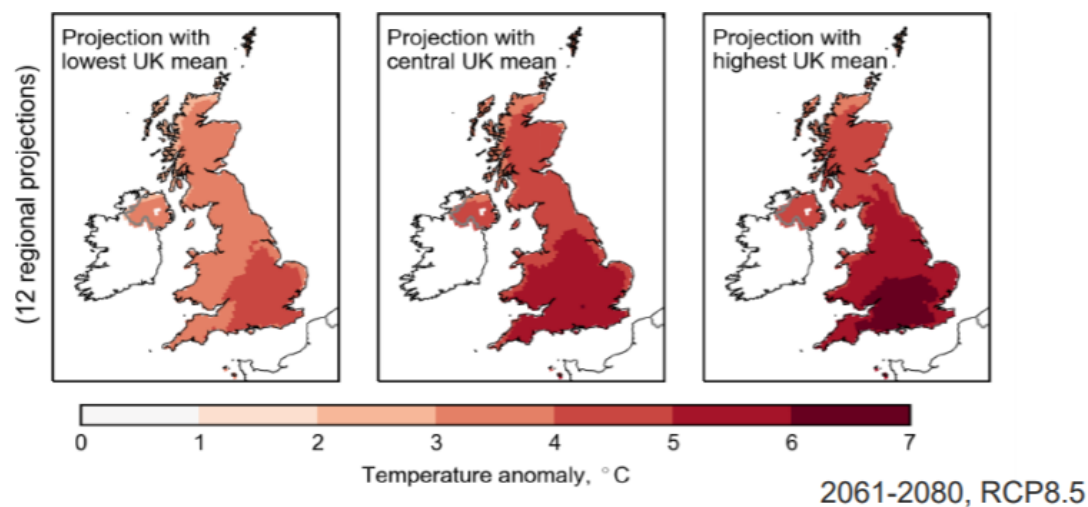 (12 regional projections)
Projection with
lowest UK mean
Projection with
central UK mean
Projection with
highest UK mean
0 1 2 3 4 5 6 7
Temperature anomaly, °C
2061-2080, RCP8.5